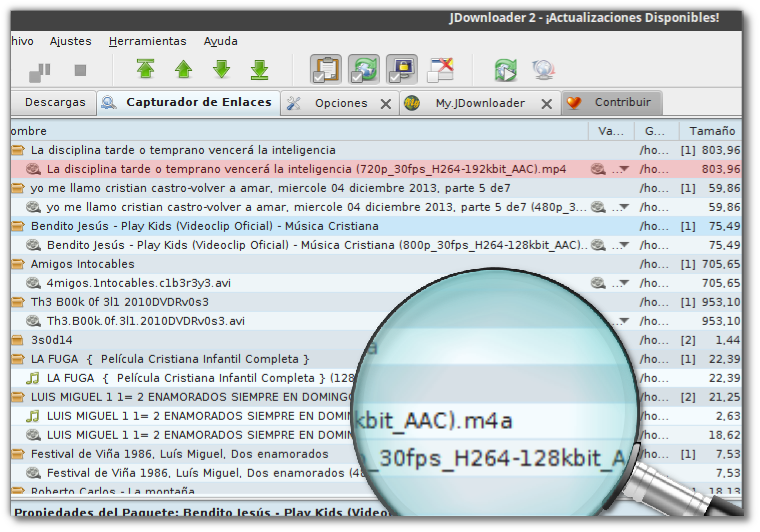 JDownloader 2 - ¡Actualizaciones Disponibles!
hivo Ajustes Herramientas Ayuda
Descargas Capturador de Enlaces Opciones My.JDownloader Contribuir
ombre Va... G... Tamaño
La disciplina tarde o temprano vencerá la inteligencia /ho... [1] 803,96
La disciplina tarde o temprano vencerá la inteligencia (720p_30fps_H264-192kbit_AAC).mp4 ... /ho... 803,96
yo me llamo cristian castro-volver a amar, miercole 04 diciembre 2013, parte 5 de7 /ho... [1] 59,86
yo me llamo cristian castro-volver a amar, miercole 04 diciembre 2013, parte 5 de7 (480p_3... ... /ho... 59,86
Bendito Jesús - Play Kids (Videoclip Oficial) - Música Cristiana /ho... [1] 75,49
Bendito Jesús - Play Kids (Videoclip Oficial) - Música Cristiana (800p_30fps_H264-128kbit_AAC)... ... /ho... 75,49
Amigos Intocables /ho... [1] 705,65
4migos.1ntocables.c1b3r3y3.avi ... /ho... 705,65
Th3 B00k 0f 3l1 2010DVDRv0s3 /ho... [1] 953,10
Th3.B00k.0f.3l1.2010DVDRv0s3.avi /ho... 953,10
3s0d14 /ho... [2] 1,44
LA FUGA { Película Cristiana Infantil Completa } /ho... [1] 22,39
LA FUGA { Película Cristiana Infantil Completa } (128 /ho... 22,39
LUIS MIGUEL 1 1= 2 ENAMORADOS SIEMPRE EN DOMINGO /ho... [2] 21,25
LUIS MIGUEL 1 1= 2 ENAMORADOS SIEMPRE EN DOMIN kbit_AAC).m4a 2,63
LUIS MIGUEL 1 1= 2 ENAMORADOS SIEMPRE EN DOMIN /ho... 18,62
Festival de Viña 1986, Luís Miguel, Dos enamorados _30fps_H264-128kbit_A /ho... [1] 7,53
Festival de Viña 1986, Luís Miguel, Dos enamorados (48 7,53
Roberto Carlos - La montaña 18,13
Propiedades del Paquete: Bendito Jesús - Play Kids (Video